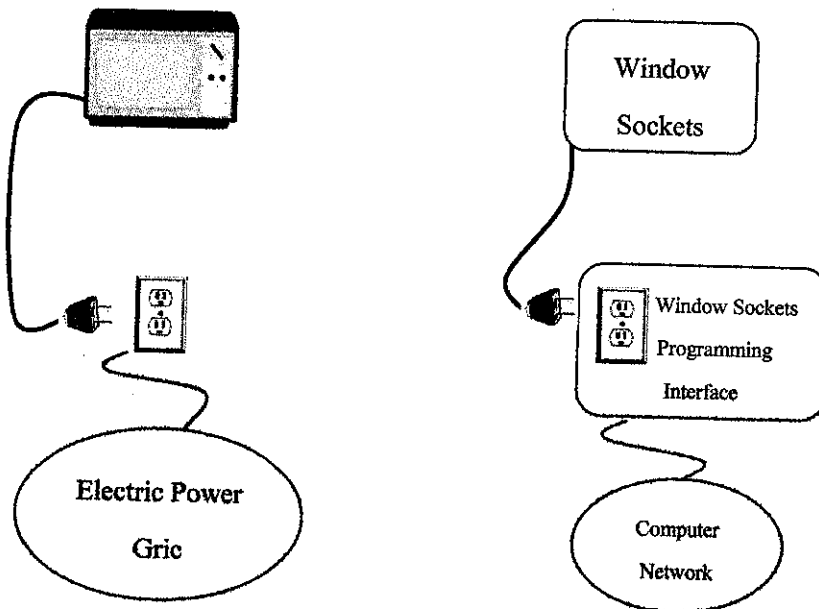 Window
Sockets
Window Sockets
Programming
Interface
Electric Power
Gric
Computer
Network